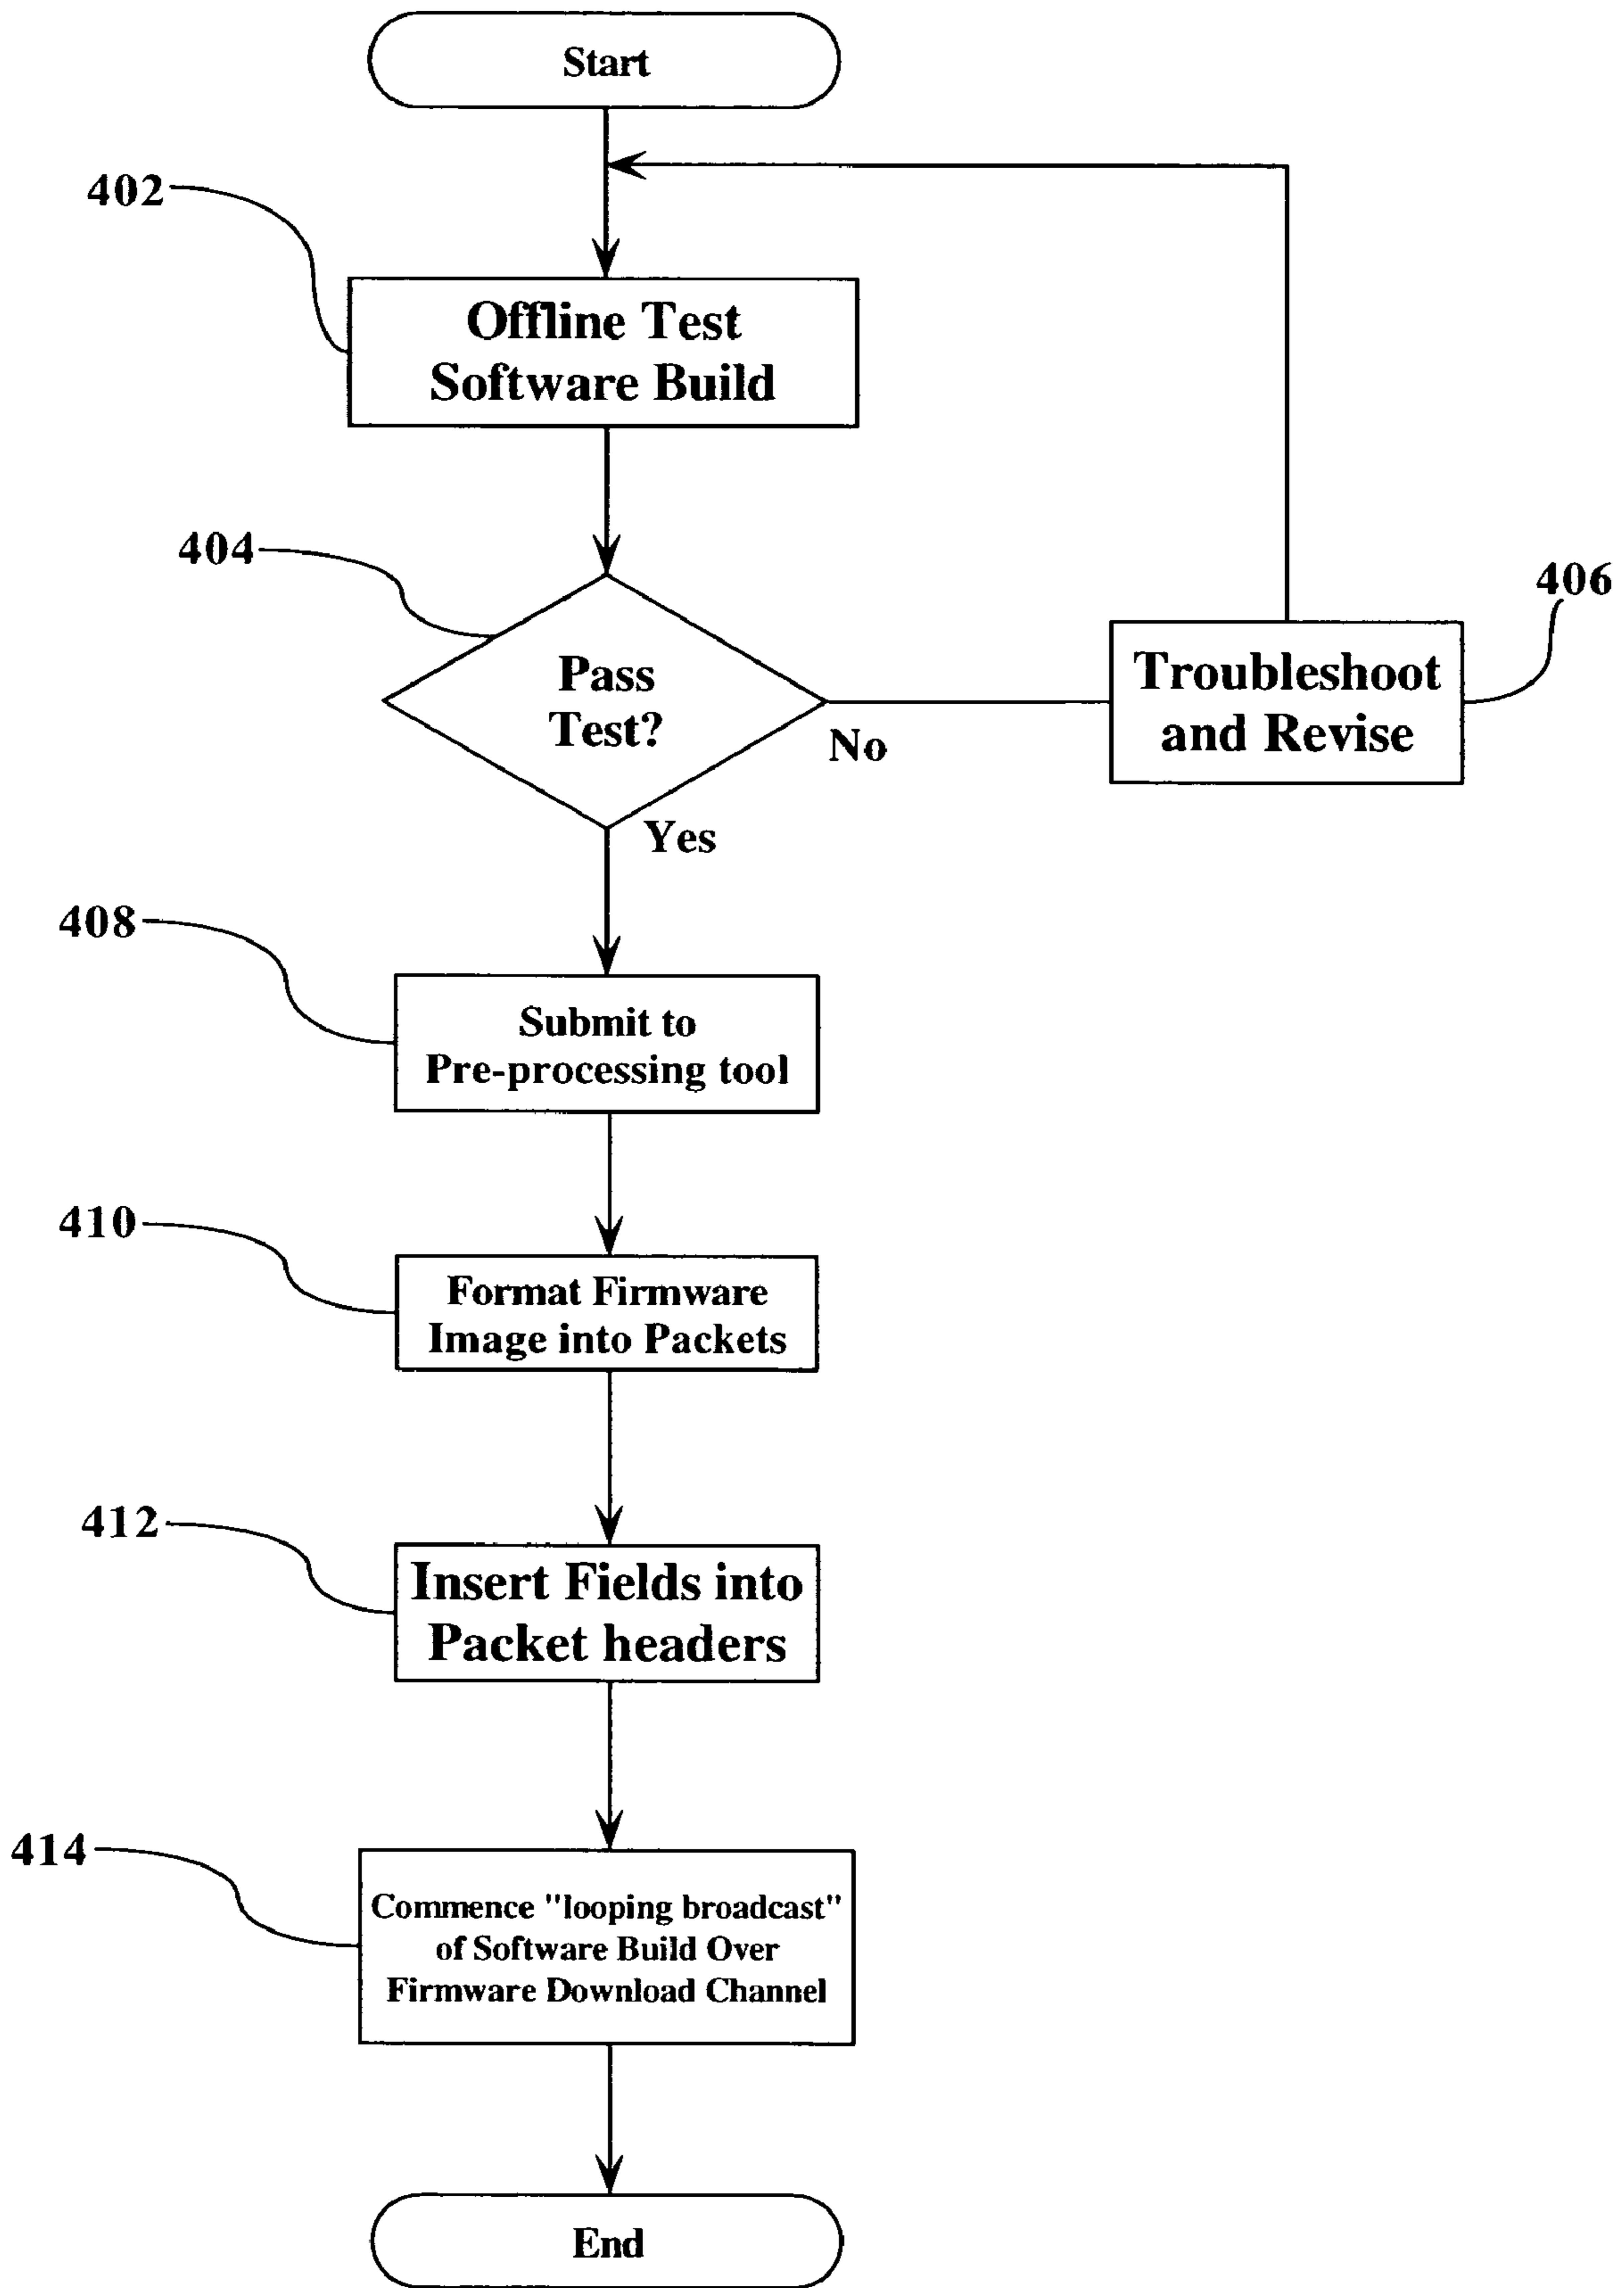 Start
402
Offline Test
Software Build
404
Pass
Test?
No
Yes
406
Troubleshoot
and Revise
408
Submit to
Pre-processing tool
410
Format Firmware
Image into Packets
412
Insert Fields into
Packet headers
414
Commence "looping broadcast"
of Software Build Over
Firmware Download Channel
End